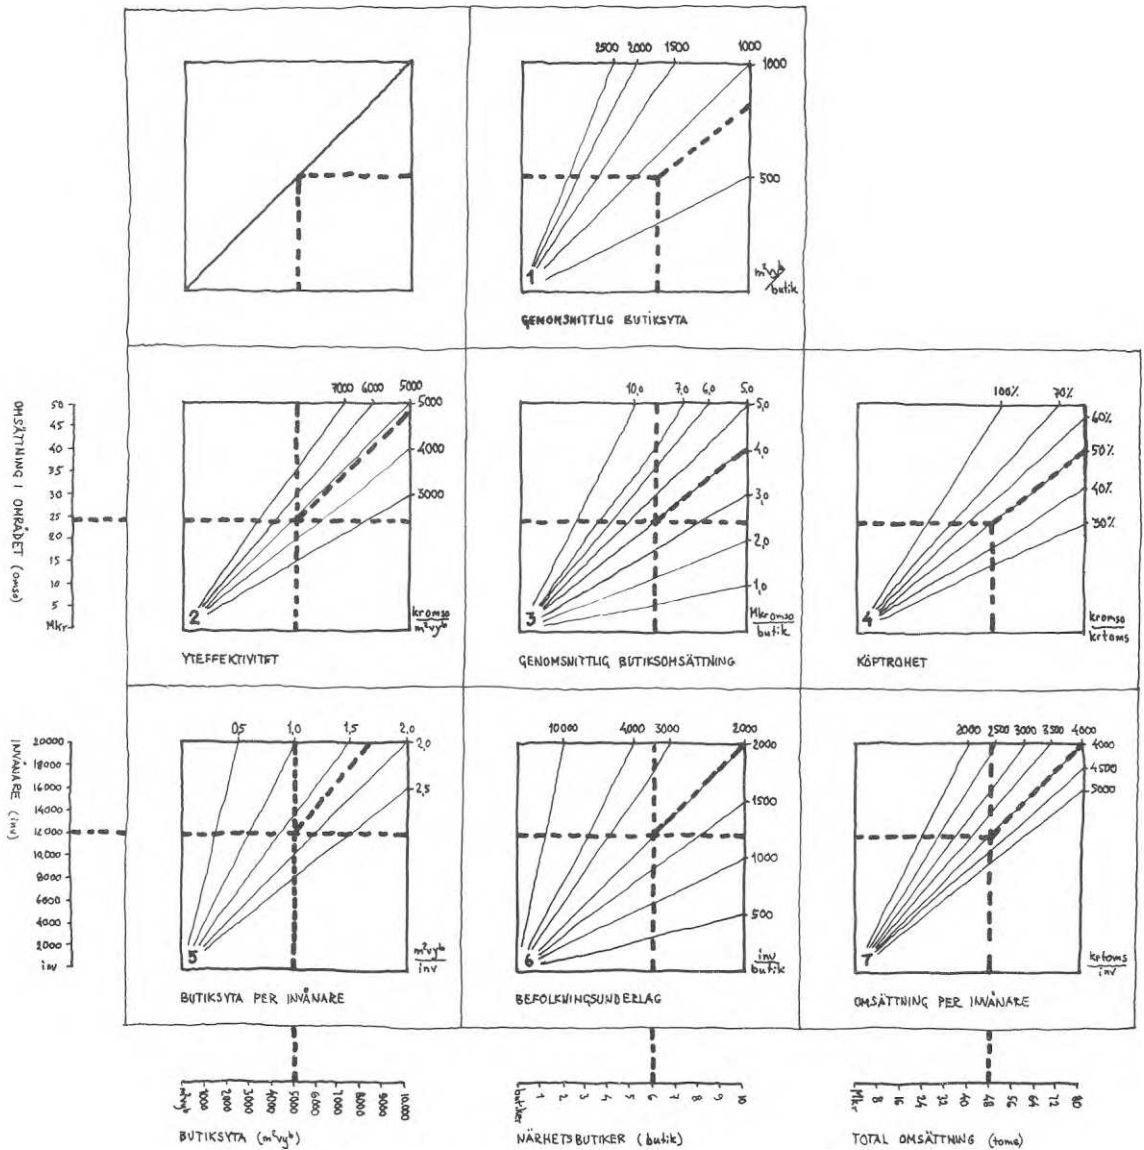 2500 2000 1500 1000
1000
500
1
m²vyb
butik
GENOMSNITTLIG BUTIKSYTA
OMSÄTTNING I OMRÅDET (omso)
50
45
40
35
30
25
20
15
10
5
Mkr
7000 6000 5000
5000
4000
3000
2
kromso
m²vyb
YTEFFEKTIVITET
10,0 7,0 6,0 5,0
5,0
4,0
3,0
2,0
1,0
3
Mkromso
butik
GENOMSNITTLIG BUTIKSOMSÄTTNING
100% 70%
60%
50%
40%
30%
4
kromso
krtoms
KÖPTROHET
INVÅNARE (inv)
20000
18000
16000
14000
12000
10,000
8000
6000
4000
2000
inv
0,5 1,0 1,5 2,0
2,0
2,5
5
m²vyb
inv
BUTIKSYTA PER INVÅNARE
10000 4000 3000 2000
2000
1500
1000
500
6
inv
butik
BEFOLKNINGSUNDERLAG
2000 2500 3000 3500 4000
4000
4500
5000
7
krtoms
inv
OMSÄTTNING PER INVÅNARE
m²vyb 1000 2000 3000 4000 5000 6000 7000 8000 9000 10.000
BUTIKSYTA (m²vyb)
butiker 1 2 3 4 5 6 7 8 9 10
NÄRHETSBUTIKER (butik)
Mkr 8 16 24 32 40 48 56 64 72 80
TOTAL OMSÄTTNING (toms)